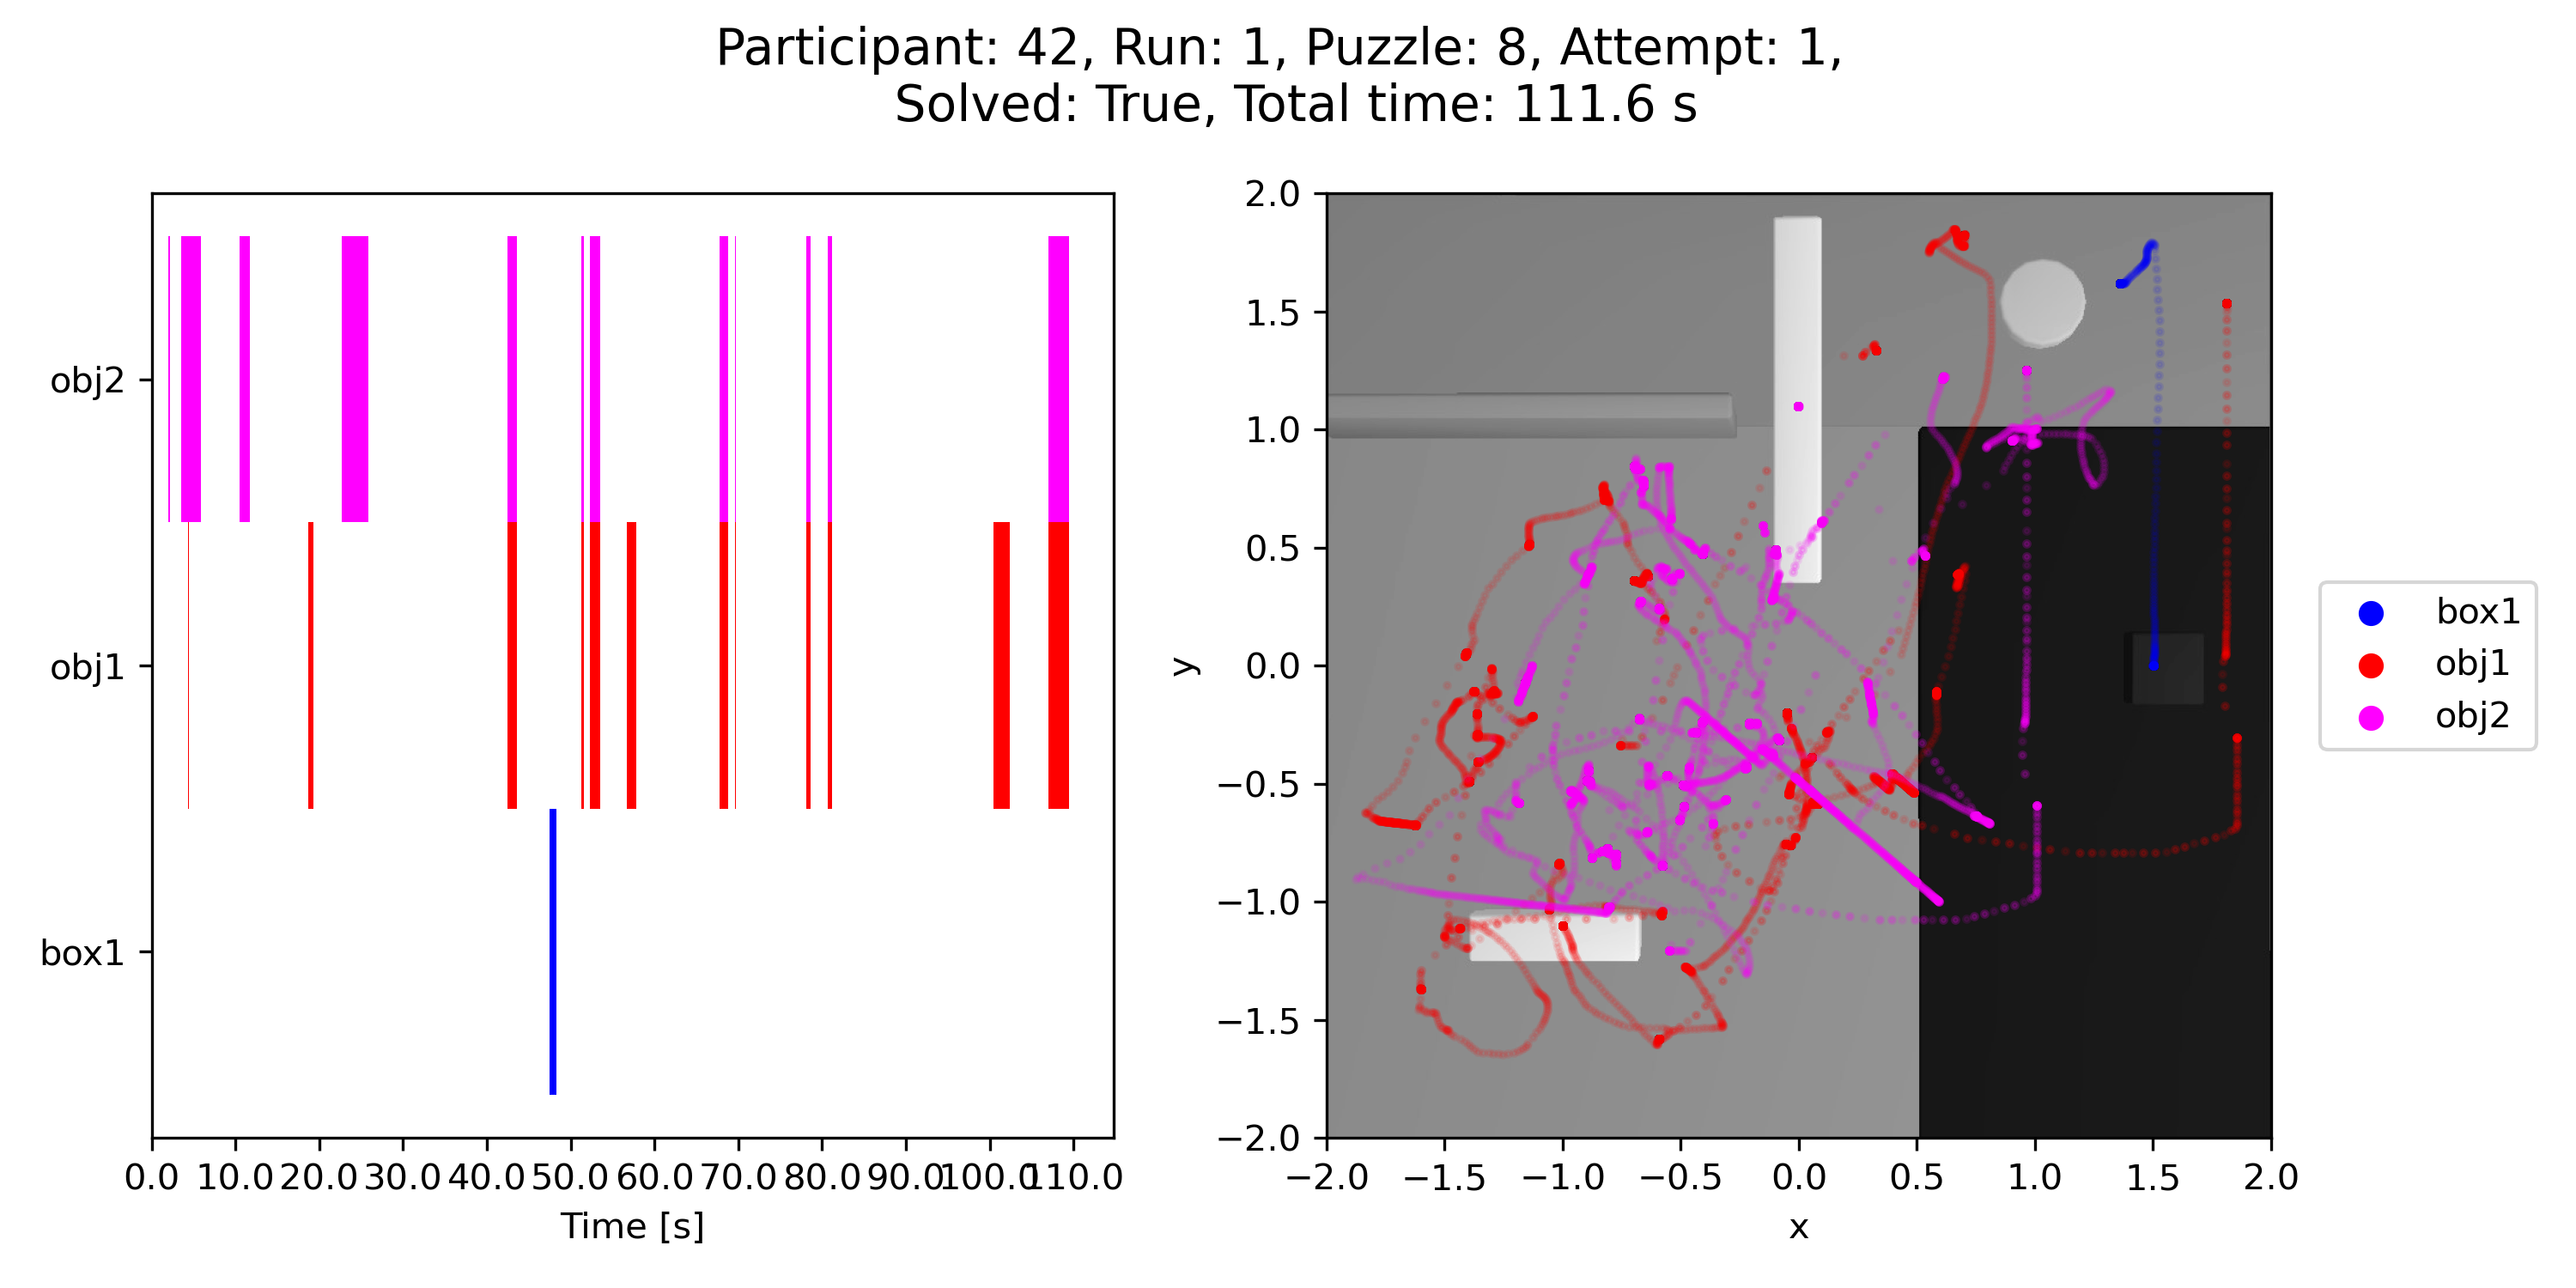 Participant: 42, Run: 1, Puzzle: 8, Attempt: 1,
Solved: True, Total time: 111.6 s
obj2
obj1
box1
0.0 10.0 20.0 30.0 40.0 50.0 60.0 70.0 80.0 90.0 100.0 110.0
Time [s]
2.0
1.5
1.0
0.5
0.0
−0.5
−1.0
−1.5
−2.0
y
−2.0 −1.5 −1.0 −0.5 0.0 0.5 1.0 1.5 2.0
x
box1
obj1
obj2